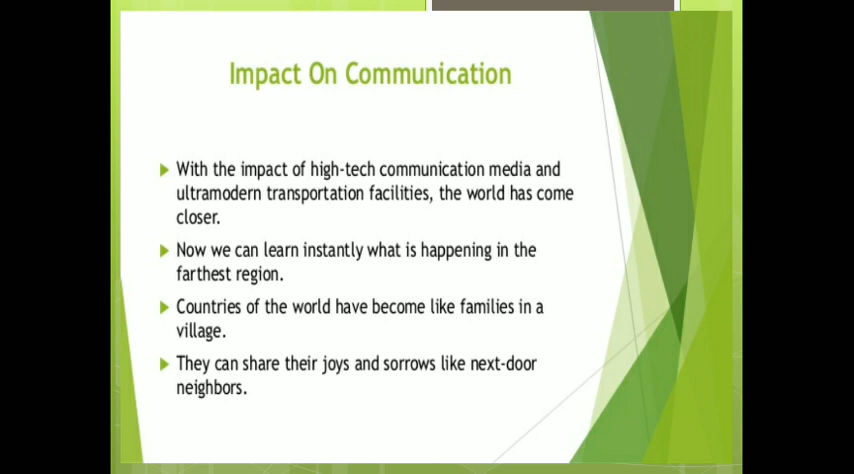 Impact On Communication
With the impact of high-tech communication media and
ultramodern transportation facilities, the world has come
closer.
Now we can learn instantly what is happening in the
farthest region.
Countries of the world have become like families in a
village.
They can share their joys and sorrows like next-door
neighbors.